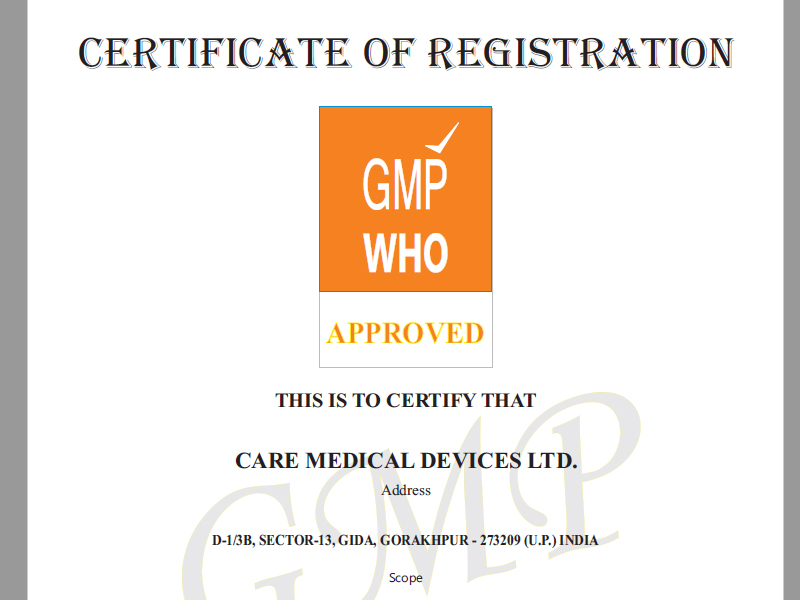 CERTIFICATE OF REGISTRATION
GMP
WHO
APPROVED
THIS IS TO CERTIFY THAT
CARE MEDICAL DEVICES LTD.
Address
D-1/3B, SECTOR-13, GIDA, GORAKHPUR - 273209 (U.P.) INDIA
Scope
GMP